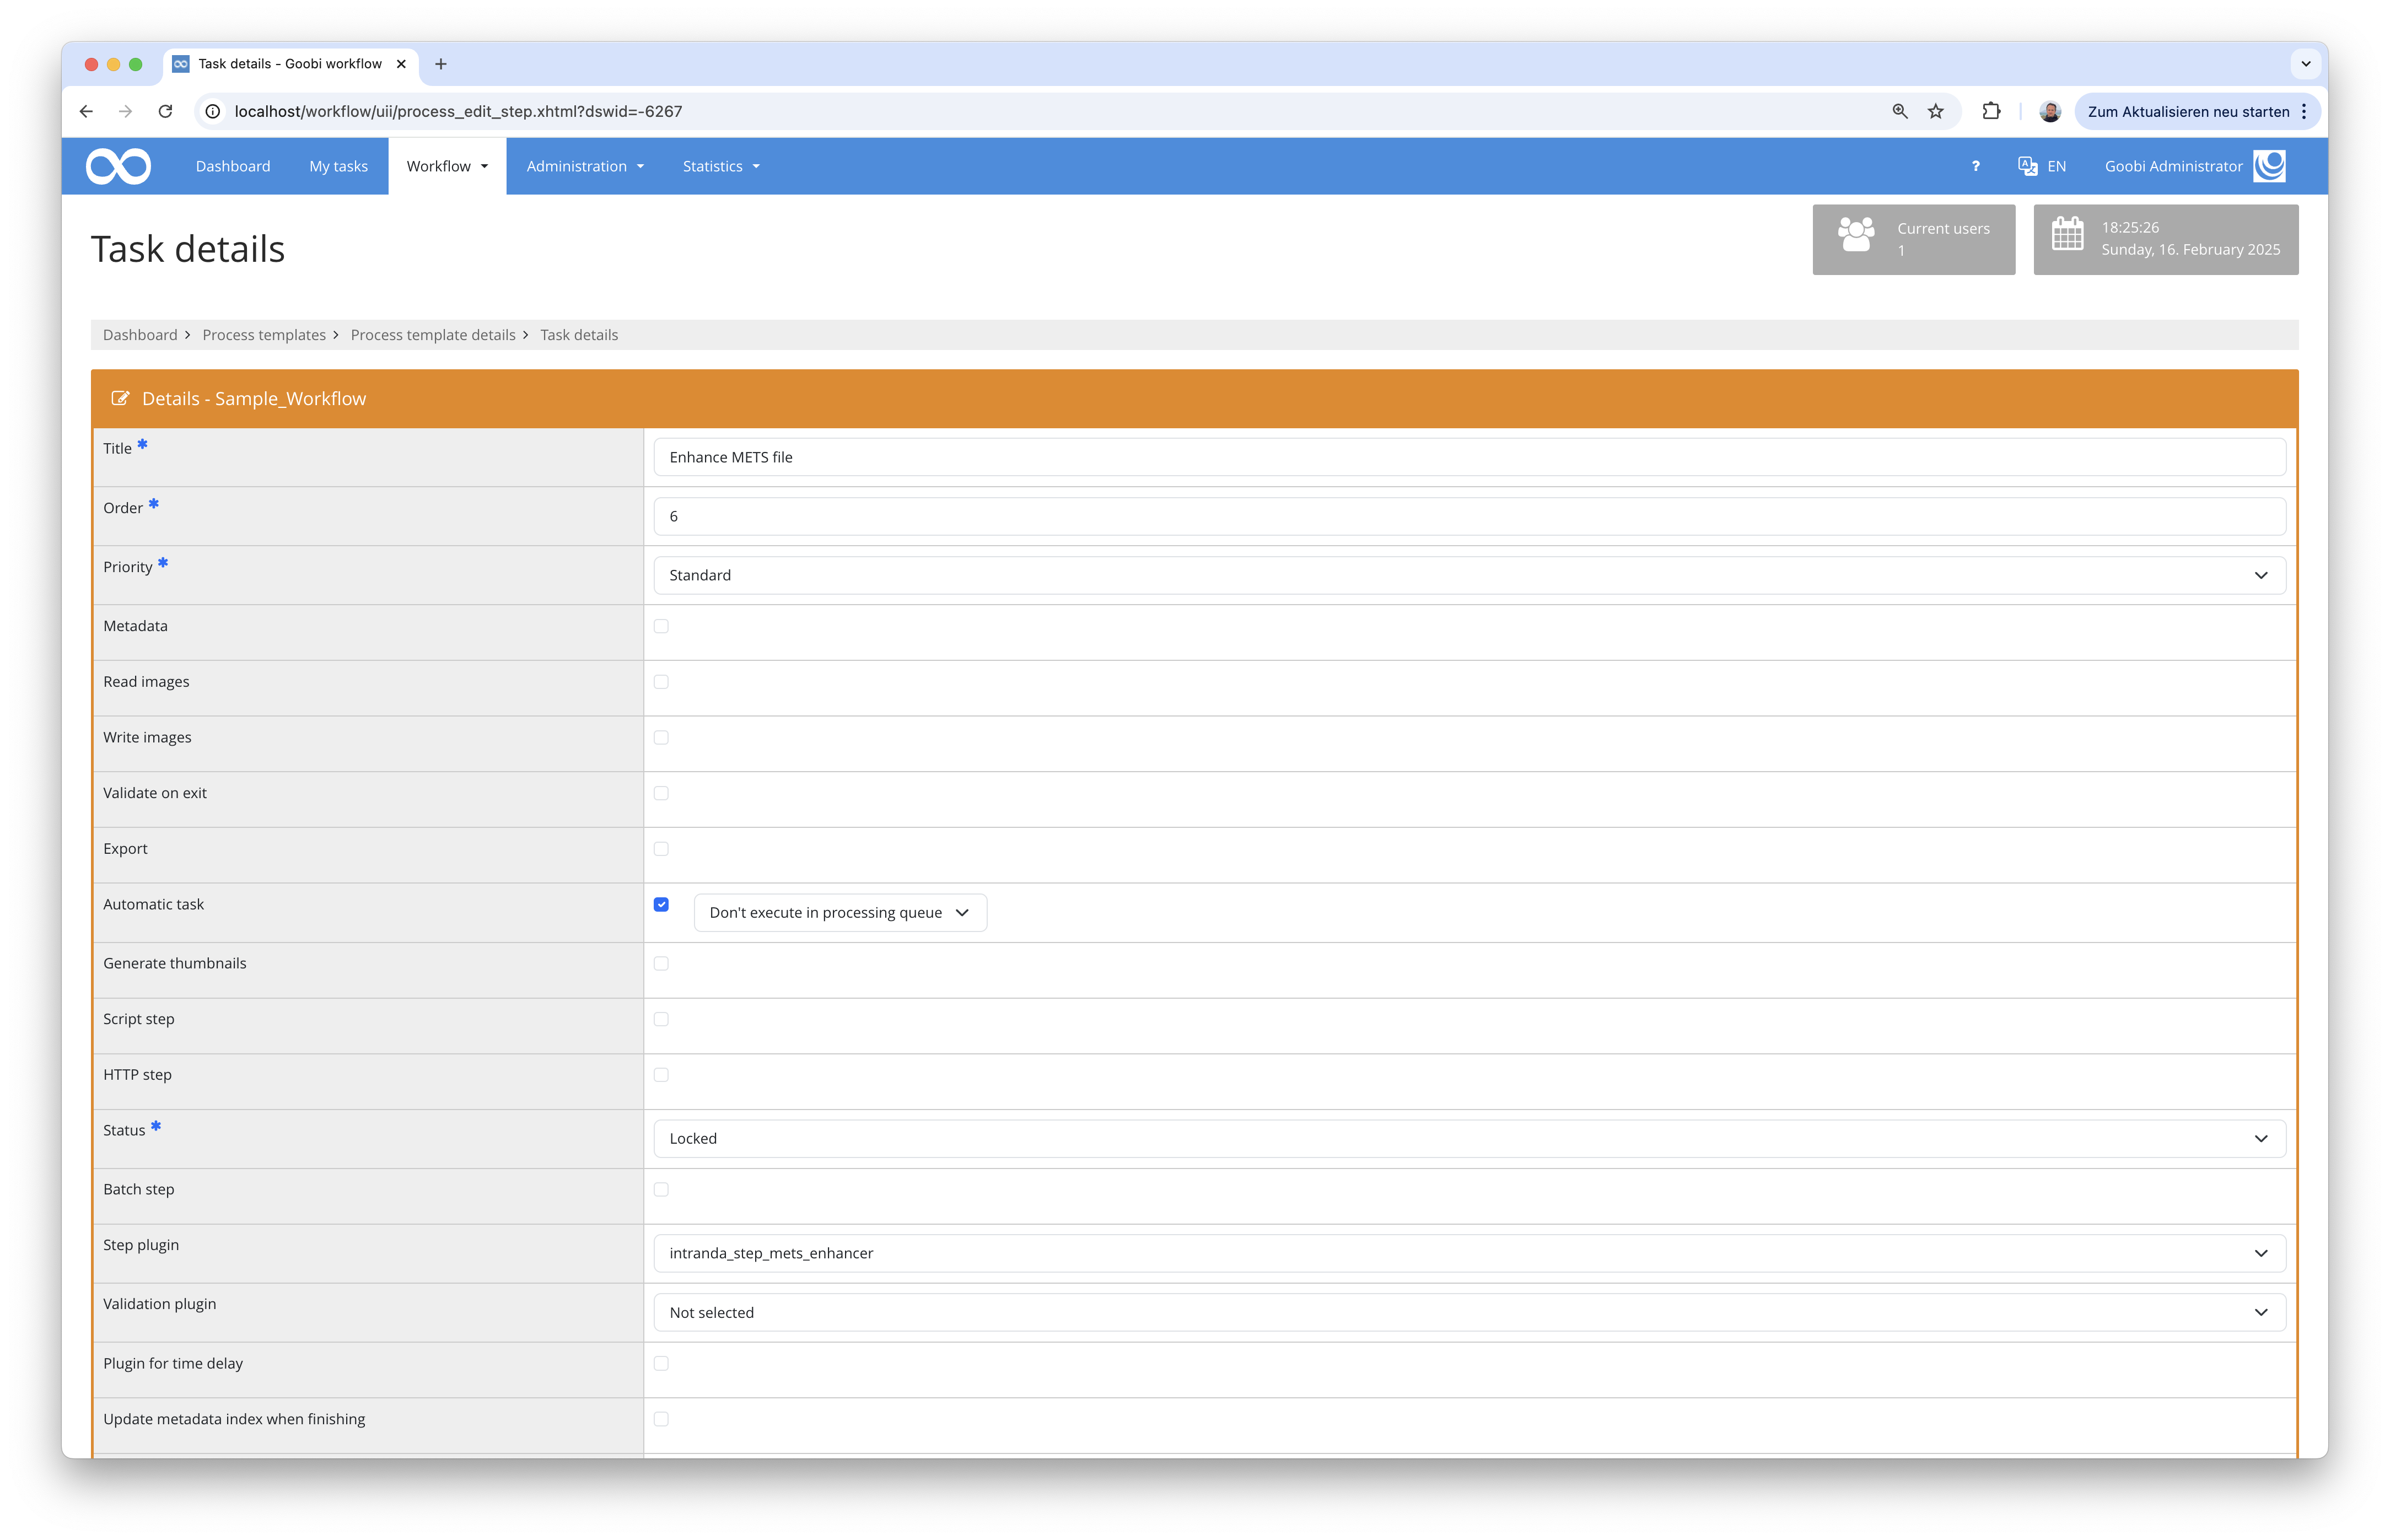 Task details - Goobi workflow
localhost/workflow/uii/process_edit_step.xhtml?dswid=-6267
Zum Aktualisieren neu starten
Dashboard My tasks Workflow Administration Statistics ? EN Goobi Administrator
Task details
Current users
1
18:25:26
Sunday, 16. February 2025
Dashboard > Process templates > Process template details > Task details
Details - Sample_Workflow
Title * Enhance METS file
Order * 6
Priority * Standard
Metadata
Read images
Write images
Validate on exit
Export
Automatic task Don't execute in processing queue
Generate thumbnails
Script step
HTTP step
Status * Locked
Batch step
Step plugin intranda_step_mets_enhancer
Validation plugin Not selected
Plugin for time delay
Update metadata index when finishing